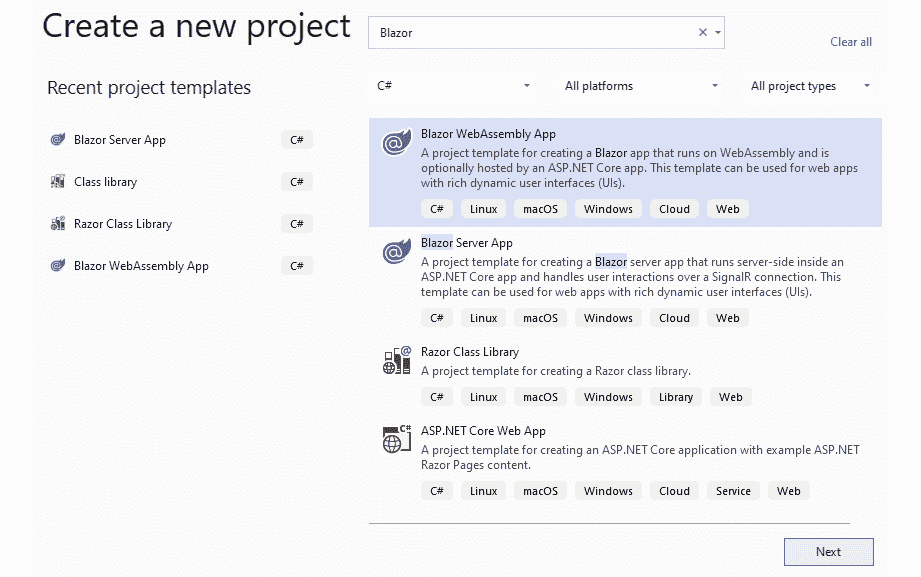 Create a new project
Blazor
Clear all
Recent project templates
C#
All platforms
All project types
Blazor Server App
C#
Class library
C#
Razor Class Library
C#
Blazor WebAssembly App
C#
Blazor WebAssembly App
A project template for creating a Blazor app that runs on WebAssembly and is
optionally hosted by an ASP.NET Core app. This template can be used for web apps
with rich dynamic user interfaces (UIs).
C# Linux macOS Windows Cloud Web
Blazor Server App
A project template for creating a Blazor server app that runs server-side inside an
ASP.NET Core app and handles user interactions over a SignalR connection. This
template can be used for web apps with rich dynamic user interfaces (UIs).
C# Linux macOS Windows Cloud Web
Razor Class Library
A project template for creating a Razor class library.
C# Linux macOS Windows Library Web
ASP.NET Core Web App
A project template for creating an ASP.NET Core application with example ASP.NET
Razor Pages content.
C# Linux macOS Windows Cloud Service Web
Next